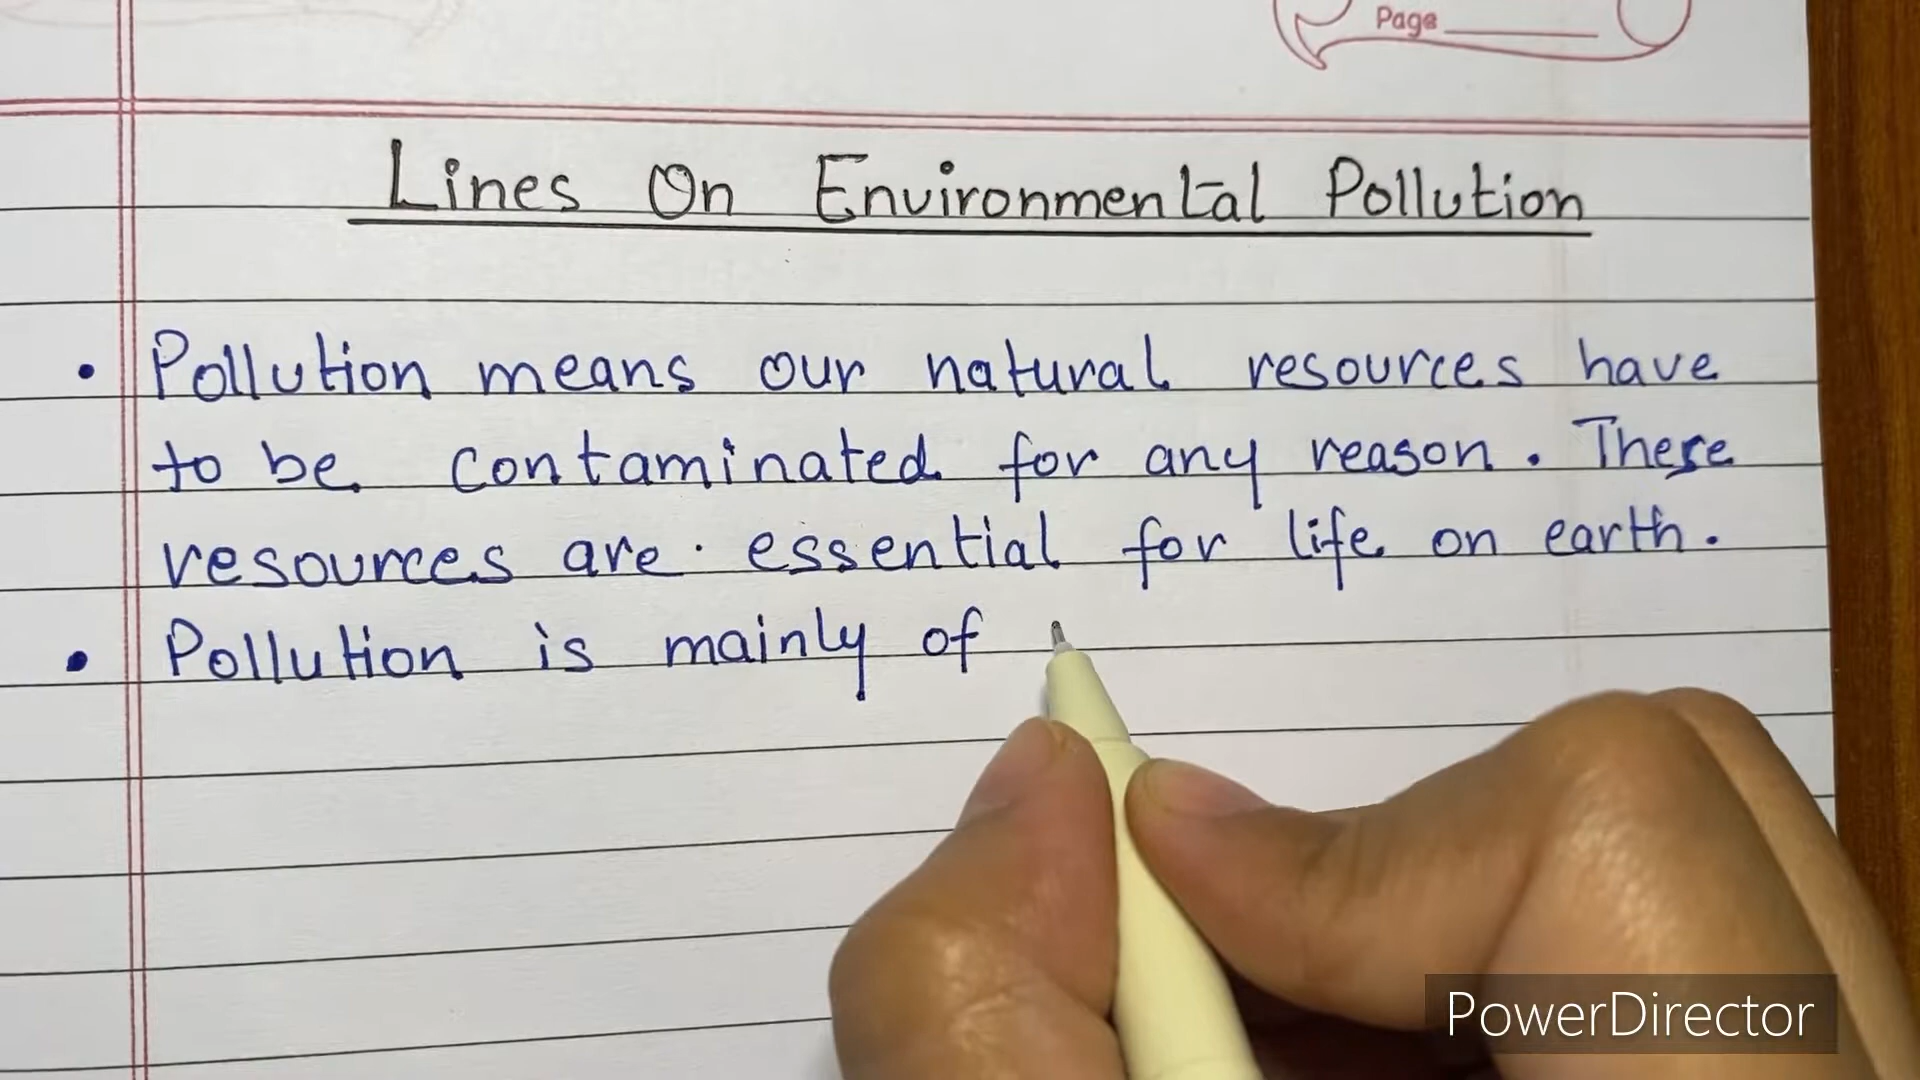 Page
Lines On Environmental Pollution
• Pollution means our natural resources have
to be contaminated for any reason. These
resources are essential for life on earth.
• Pollution is mainly of
PowerDirector